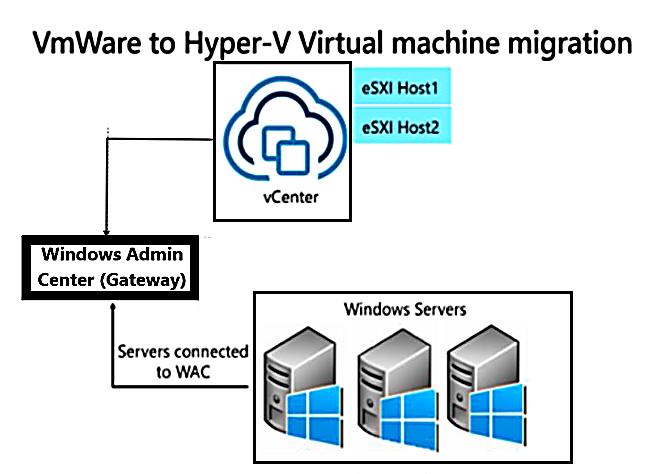 VmWare to Hyper-V Virtual machine migration
eSXI Host1
eSXI Host2
vCenter
Windows Admin
Center (Gateway)
Windows Servers
Servers connected
to WAC